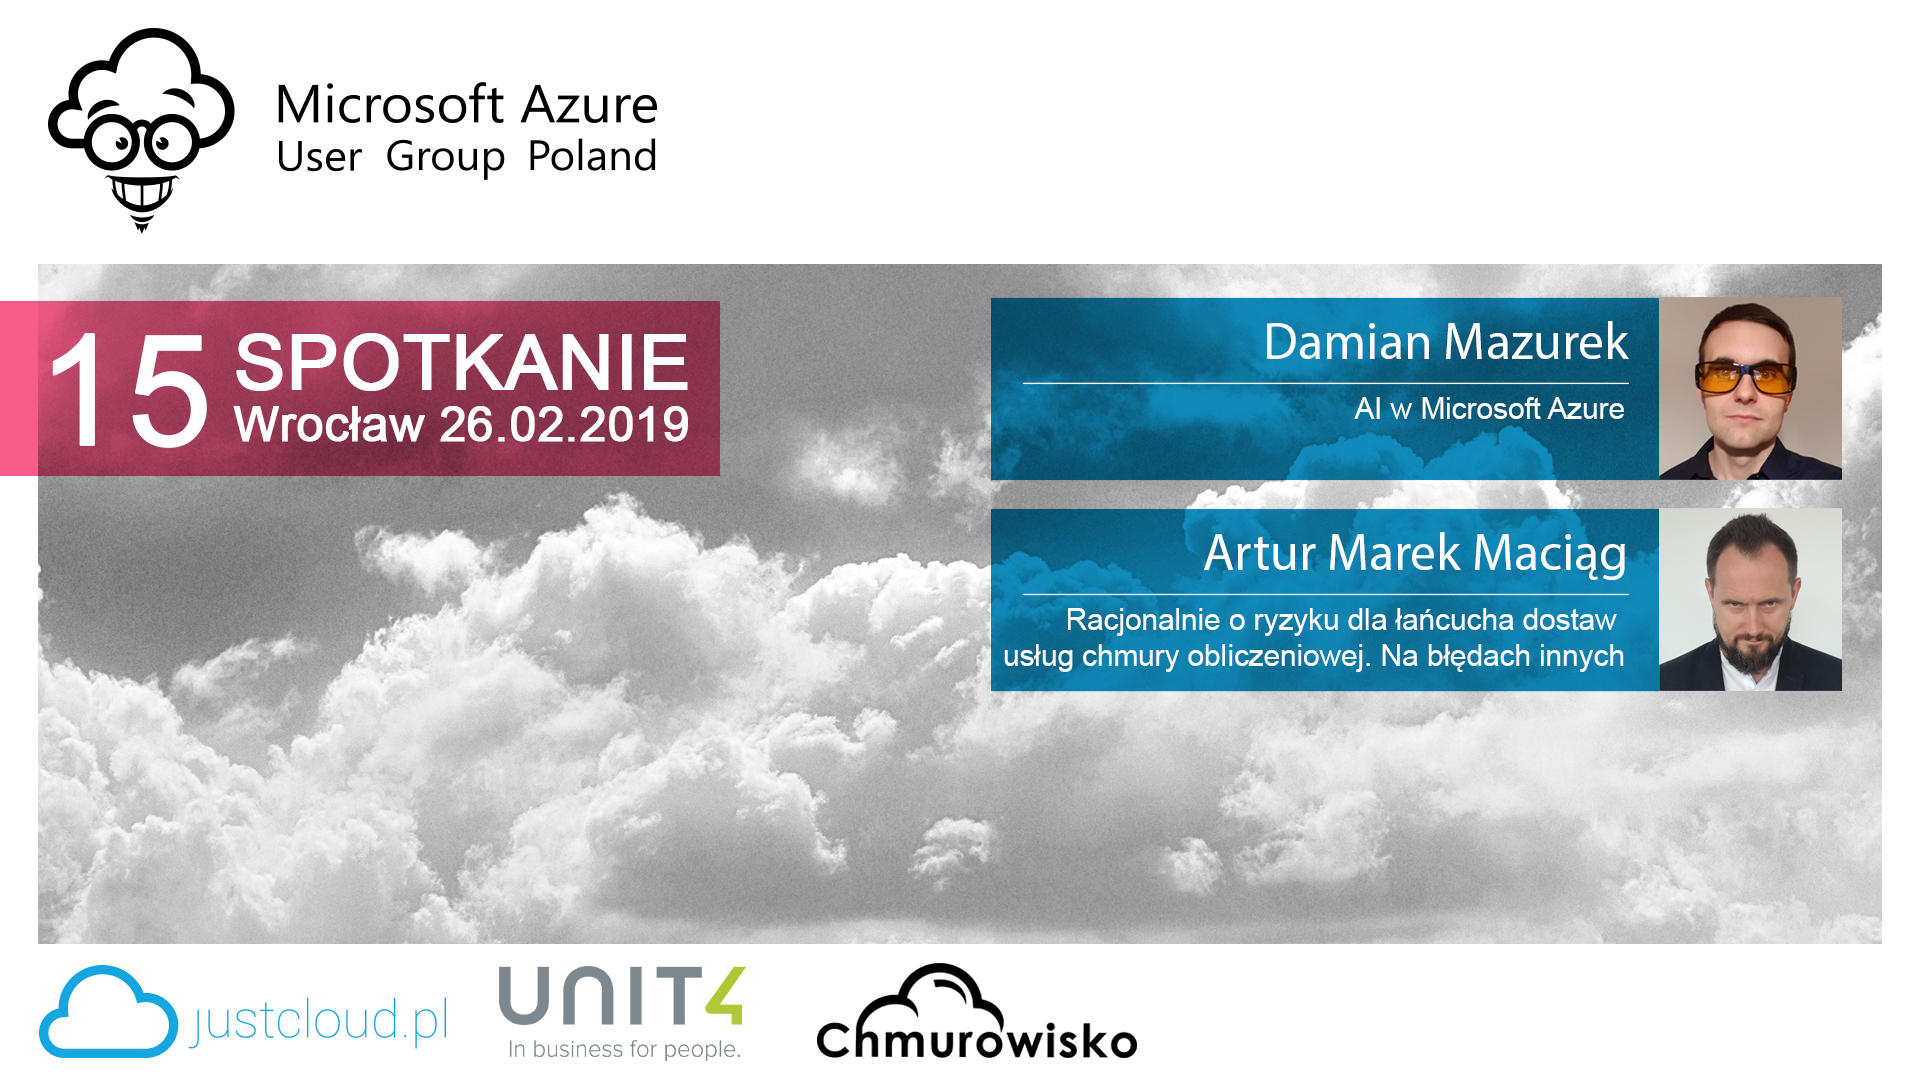 Microsoft Azure
User Group Poland
15 SPOTKANIE
Wrocław 26.02.2019
Damian Mazurek
AI w Microsoft Azure
Artur Marek Maciąg
Racjonalnie o ryzyku dla łańcucha dostaw
usług chmury obliczeniowej. Na błędach innych
justcloud.pl
UNIT4
In business for people.
Chmurowisko